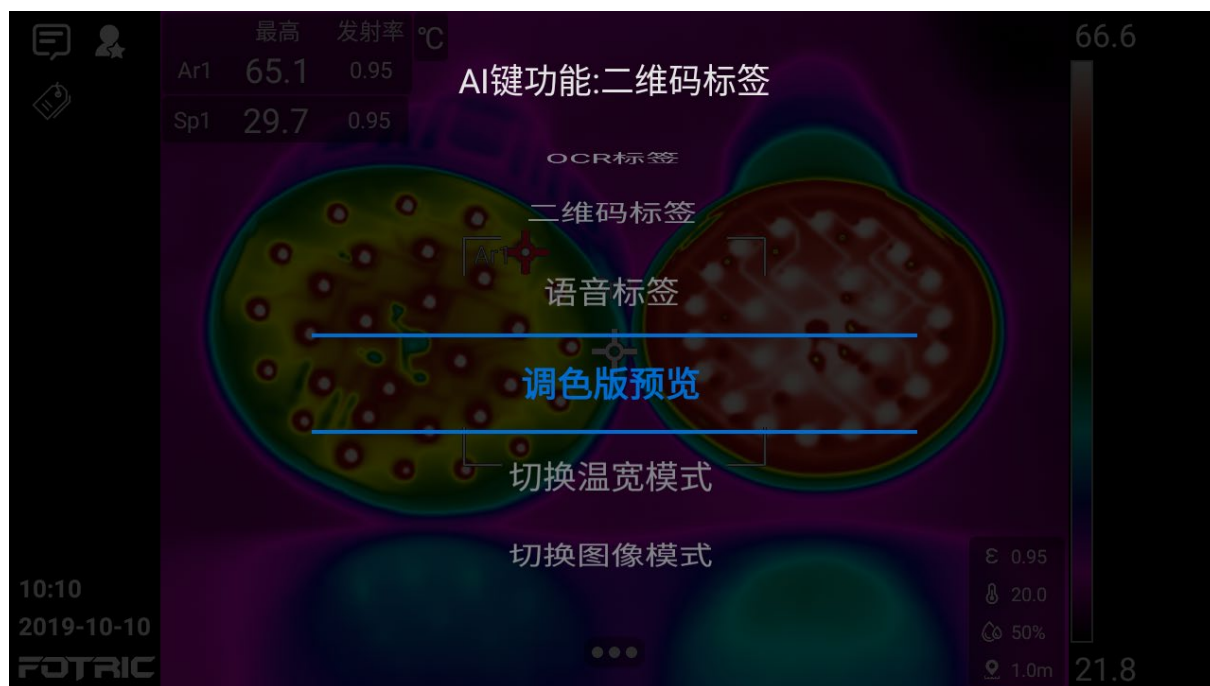 最高 发射率 ℃
Ar1 65.1 0.95
Sp1 29.7 0.95
66.6
AI键功能:二维码标签
OCR标签
二维码标签
Ar1
语音标签
调色版预览
切换温宽模式
切换图像模式
ε 0.95
20.0
50%
1.0m
10:10
2019-10-10
FOTRIC
21.8